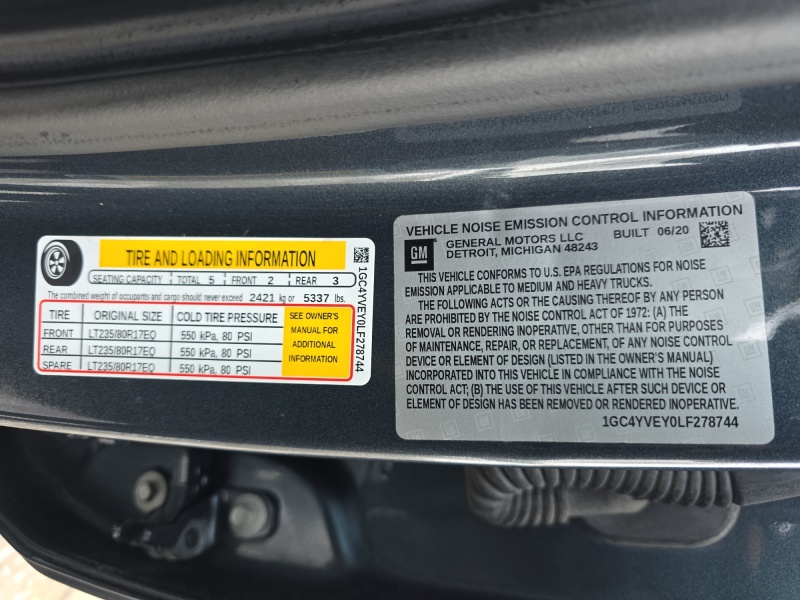 TIRE AND LOADING INFORMATION
SEATING CAPACITY TOTAL 5 FRONT 2 REAR 3
The combined weight of occupants and cargo should never exceed 2421 kg or 5337 lbs.
TIRE ORIGINAL SIZE COLD TIRE PRESSURE
FRONT LT235/80R17EQ 550 kPa, 80 PSI
REAR LT235/80R17EQ 550 kPa, 80 PSI
SPARE LT235/80R17EQ 550 kPa, 80 PSI
SEE OWNER'S
MANUAL FOR
ADDITIONAL
INFORMATION
1GC4YVEY0LF278744
VEHICLE NOISE EMISSION CONTROL INFORMATION
GM
GENERAL MOTORS LLC BUILT 06/20
DETROIT, MICHIGAN 48243
THIS VEHICLE CONFORMS TO U.S. EPA REGULATIONS FOR NOISE
EMISSION APPLICABLE TO MEDIUM AND HEAVY TRUCKS.
THE FOLLOWING ACTS OR THE CAUSING THEREOF BY ANY PERSON
ARE PROHIBITED BY THE NOISE CONTROL ACT OF 1972: (A) THE
REMOVAL OR RENDERING INOPERATIVE, OTHER THAN FOR PURPOSES
OF MAINTENANCE, REPAIR, OR REPLACEMENT, OF ANY NOISE CONTROL
DEVICE OR ELEMENT OF DESIGN (LISTED IN THE OWNER'S MANUAL)
INCORPORATED INTO THIS VEHICLE IN COMPLIANCE WITH THE NOISE
CONTROL ACT; (B) THE USE OF THIS VEHICLE AFTER SUCH DEVICE OR
ELEMENT OF DESIGN HAS BEEN REMOVED OR RENDERED INOPERATIVE.
1GC4YVEY0LF278744